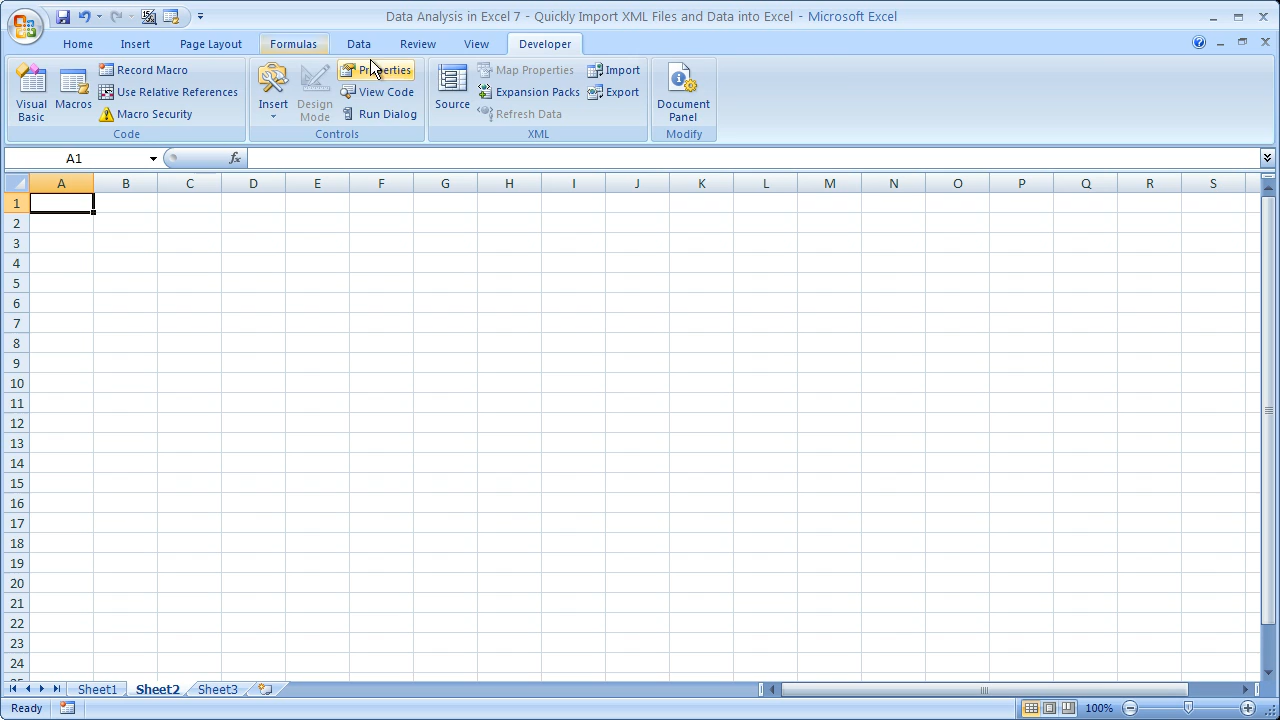 Data Analysis in Excel 7 - Quickly Import XML Files and Data into Excel - Microsoft Excel
Home Insert Page Layout Formulas Data Review View Developer
Visual Basic
Macros
Record Macro
Use Relative References
Macro Security
Code
Insert
Design Mode
Properties
View Code
Run Dialog
Controls
Source
Map Properties
Expansion Packs
Refresh Data
Import
Export
XML
Document Panel
Modify
A1 fx
A B C D E F G H I J K L M N O P Q R S
1
2
3
4
5
6
7
8
9
10
11
12
13
14
15
16
17
18
19
20
21
22
23
24
Sheet1 Sheet2 Sheet3
Ready 100%